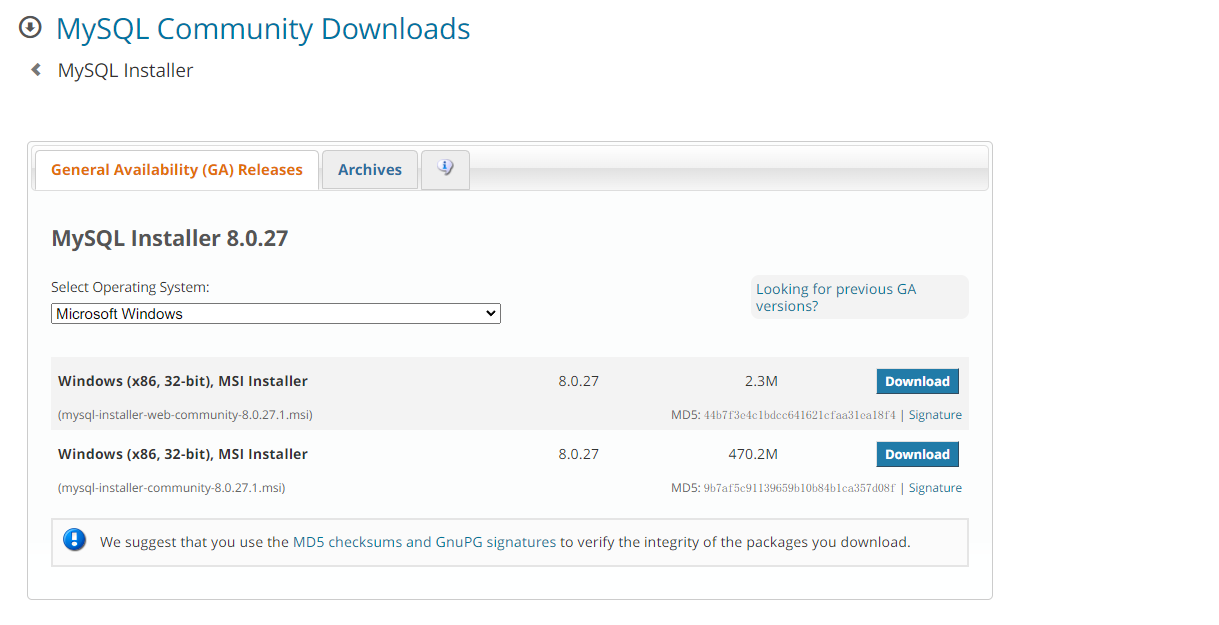 MySQL Community Downloads
MySQL Installer
General Availability (GA) Releases
Archives
MySQL Installer 8.0.27
Select Operating System:
Looking for previous GA
versions?
Microsoft Windows
Windows (x86, 32-bit), MSI Installer 8.0.27 2.3M Download
(mysql-installer-web-community-8.0.27.1.msi) MD5: 44b7f3e4c1bdcc641621cfaa31ea18f4 | Signature
Windows (x86, 32-bit), MSI Installer 8.0.27 470.2M Download
(mysql-installer-community-8.0.27.1.msi) MD5: 9b7af5c91139659b10b84b1ca357d08f | Signature
We suggest that you use the MD5 checksums and GnuPG signatures to verify the integrity of the packages you download.